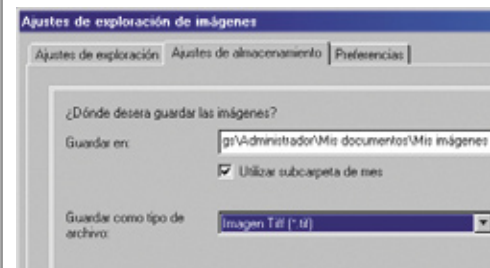 Ajustes de exploración de imágenes
Ajustes de exploración Ajustes de almacenamiento Preferencias
¿Dónde desera guardar las imágenes?
Guardar en: gs\Administrador\Mis documentos\Mis imágenes
Utilizar subcarpeta de mes
Guardar como tipo de
archivo: Imagen Tiff (*.tif)